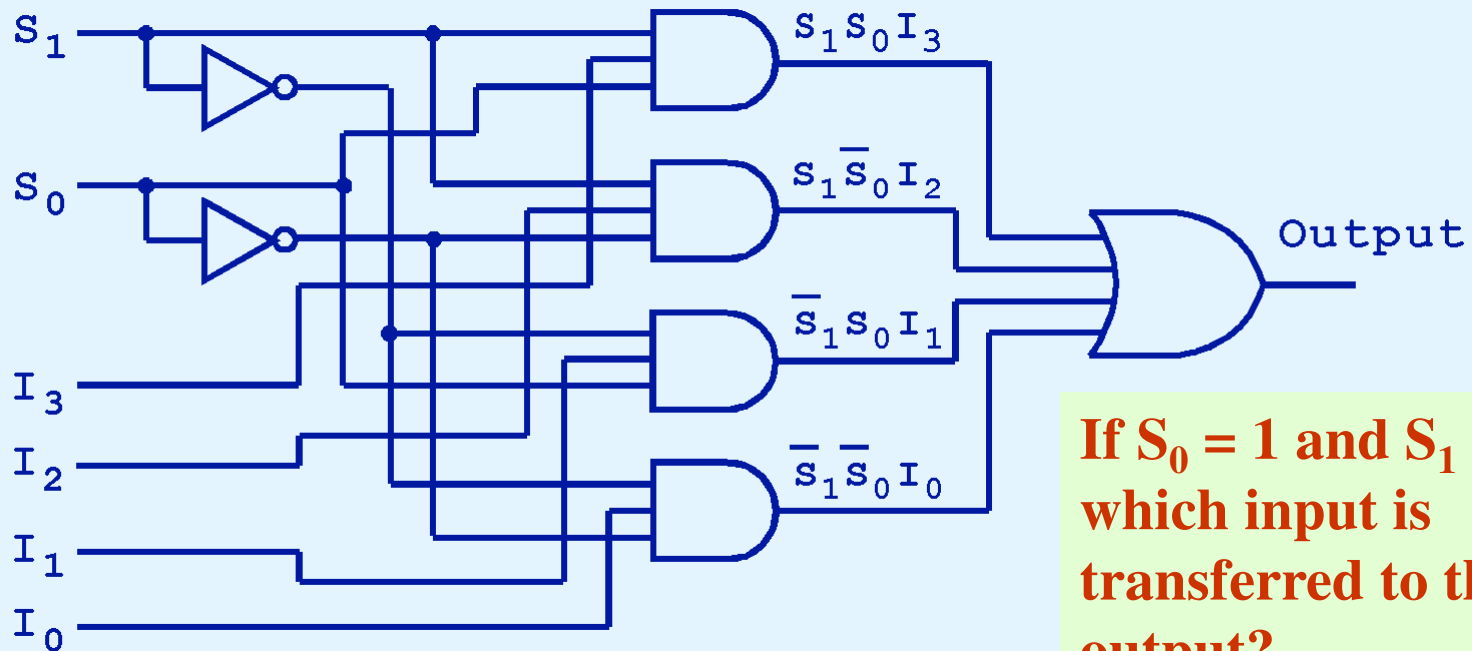 S₁
S₀
I₃
I₂
I₁
I₀
S₁S₀I₃
S₁S̅₀I₂
S̅₁S₀I₁
S̅₁S̅₀I₀
Output
If S₀ = 1 and S₁
which input is
transferred to
output?